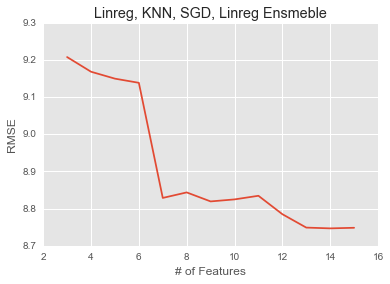 Linreg, KNN, SGD, Linreg Ensmeble
9.3
9.2
9.1
9.0
8.9
8.8
8.7
RMSE
2 4 6 8 10 12 14 16
# of Features